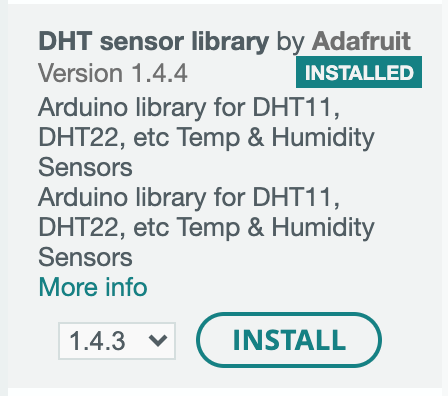 DHT sensor library by Adafruit
Version 1.4.4 INSTALLED
Arduino library for DHT11,
DHT22, etc Temp & Humidity
Sensors
Arduino library for DHT11,
DHT22, etc Temp & Humidity
Sensors
More info
1.4.3 INSTALL